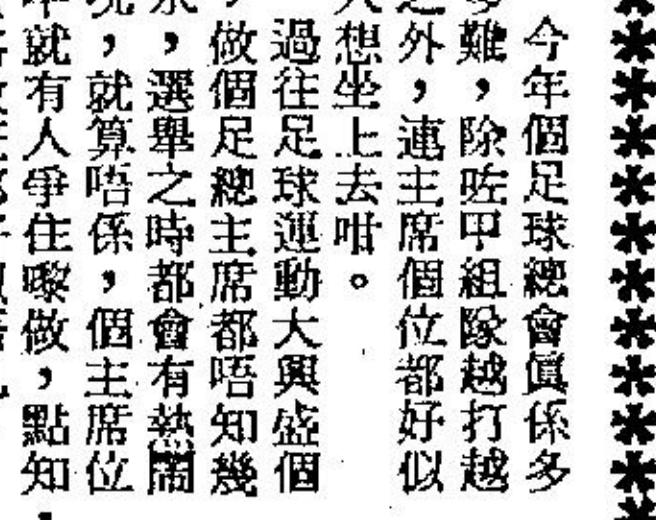 今年個足球總會眞係多
難，除咗甲組隊越打越
之外，連主席個位都好似
人想坐上去咁。
過往足球運動大興盛個
，做個足總主席都唔知幾
選舉之時都會有熱鬧
，就算唔係，個主席位
就有人爭住嚟做，點知